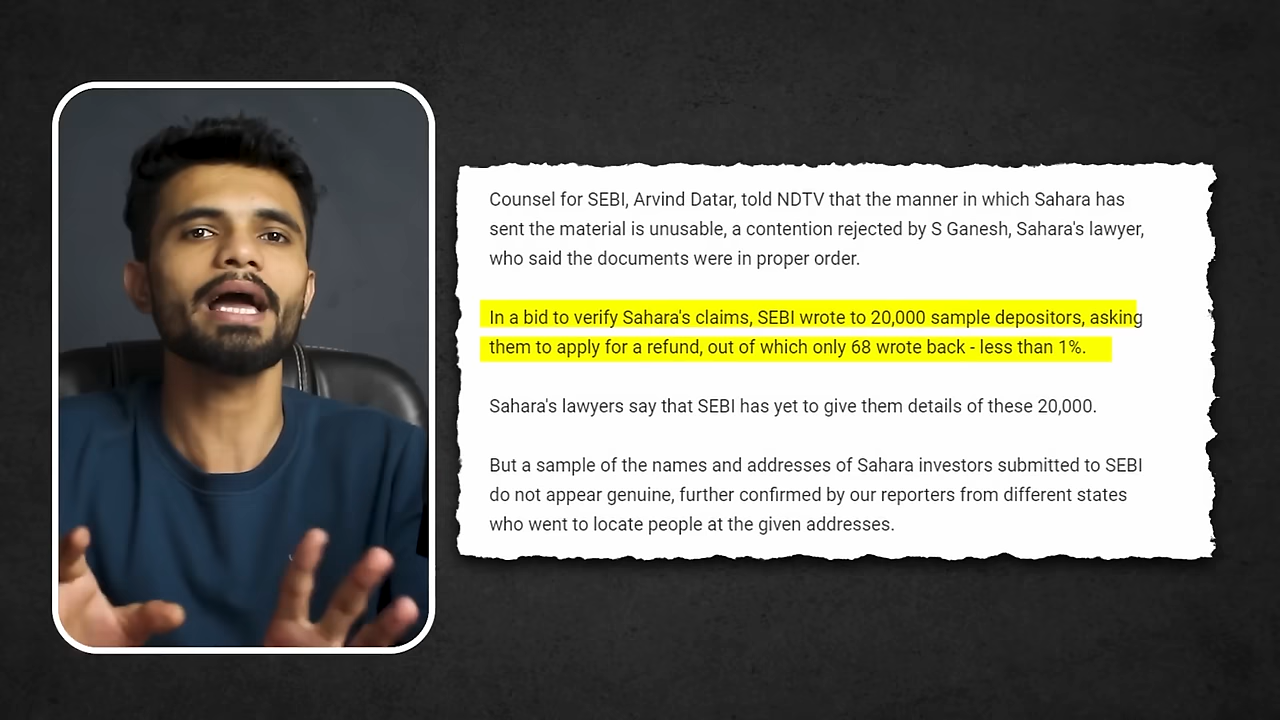 Counsel for SEBI, Arvind Datar, told NDTV that the manner in which Sahara has
sent the material is unusable, a contention rejected by S Ganesh, Sahara's lawyer,
who said the documents were in proper order.
In a bid to verify Sahara's claims, SEBI wrote to 20,000 sample depositors, asking
them to apply for a refund, out of which only 68 wrote back - less than 1%.
Sahara's lawyers say that SEBI has yet to give them details of these 20,000.
But a sample of the names and addresses of Sahara investors submitted to SEBI
do not appear genuine, further confirmed by our reporters from different states
who went to locate people at the given addresses.